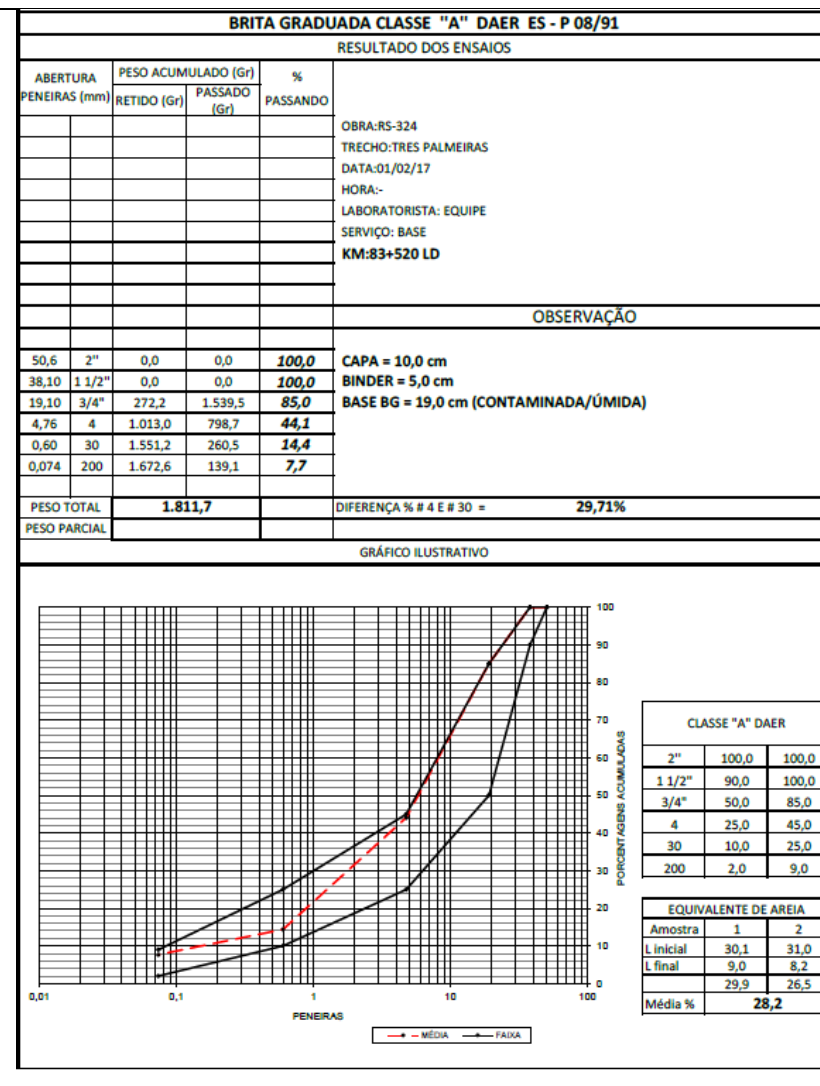 BRITA GRADUADA CLASSE "A" DAER ES - P 08/91
RESULTADO DOS ENSAIOS
ABERTURA PENEIRAS (mm) PESO ACUMULADO (Gr) % PASSANDO
RETIDO (Gr) PASSADO (Gr)
OBRA:RS-324
TRECHO:TRES PALMEIRAS
DATA:01/02/17
HORA:-
LABORATORISTA: EQUIPE
SERVIÇO: BASE
KM:83+520 LD
OBSERVAÇÃO
50,6 2" 0,0 0,0 100,0 CAPA = 10,0 cm
38,10 1 1/2" 0,0 0,0 100,0 BINDER = 5,0 cm
19,10 3/4" 272,2 1.539,5 85,0 BASE BG = 19,0 cm (CONTAMINADA/ÚMIDA)
4,76 4 1.013,0 798,7 44,1
0,60 30 1.551,2 260,5 14,4
0,074 200 1.672,6 139,1 7,7
PESO TOTAL 1.811,7 DIFERENÇA % # 4 E # 30 = 29,71%
PESO PARCIAL
GRÁFICO ILUSTRATIVO
100
90
80
70
60
50
40
30
20
10
0
PORCENTAGENS ACUMULADAS
0,01 0,1 1 10 100
PENEIRAS
MÉDIA FAIXA
CLASSE "A" DAER
2" 100,0 100,0
1 1/2" 90,0 100,0
3/4" 50,0 85,0
4 25,0 45,0
30 10,0 25,0
200 2,0 9,0
EQUIVALENTE DE AREIA
Amostra 1 2
L inicial 30,1 31,0
L final 9,0 8,2
29,9 26,5
Média % 28,2